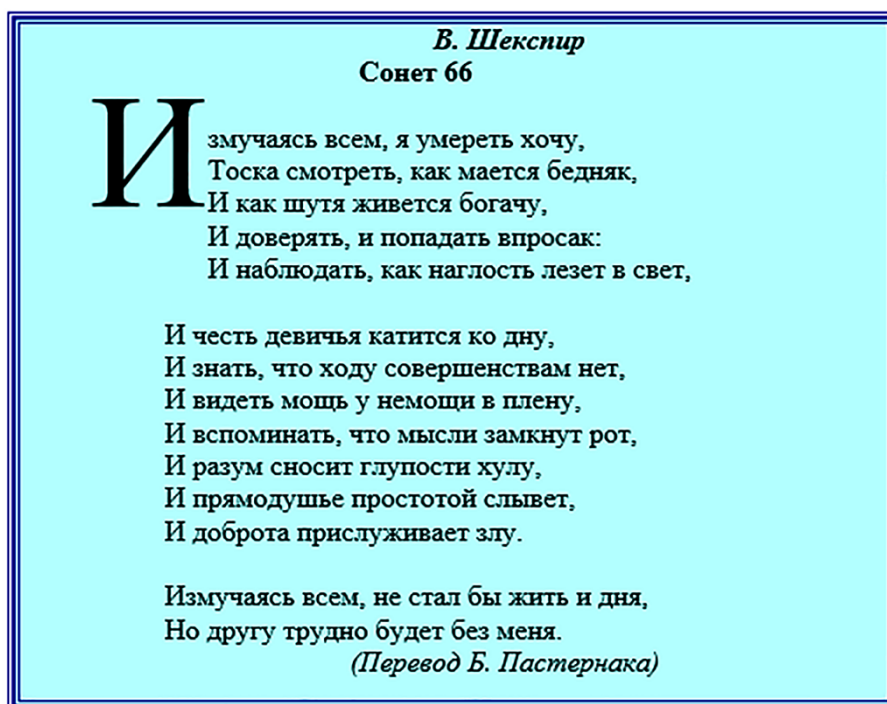 В. Шекспир
Сонет 66
Измучаясь всем, я умереть хочу,
Тоска смотреть, как мается бедняк,
И как шутя живется богачу,
И доверять, и попадать впросак:
И наблюдать, как наглость лезет в свет,
И честь девичья катится ко дну,
И знать, что ходу совершенствам нет,
И видеть мощь у немощи в плену,
И вспоминать, что мысли замкнут рот,
И разум сносит глупости хулу,
И прямодушье простотой слывет,
И доброта прислуживает злу.
Измучаясь всем, не стал бы жить и дня,
Но другу трудно будет без меня.
(Перевод Б. Пастернака)